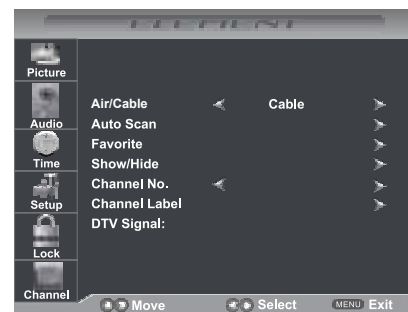 ELEMENT
Picture
Audio
Time
Setup
Lock
Channel
Air/Cable Cable
Auto Scan
Favorite
Show/Hide
Channel No.
Channel Label
DTV Signal:
Move Select MENU Exit